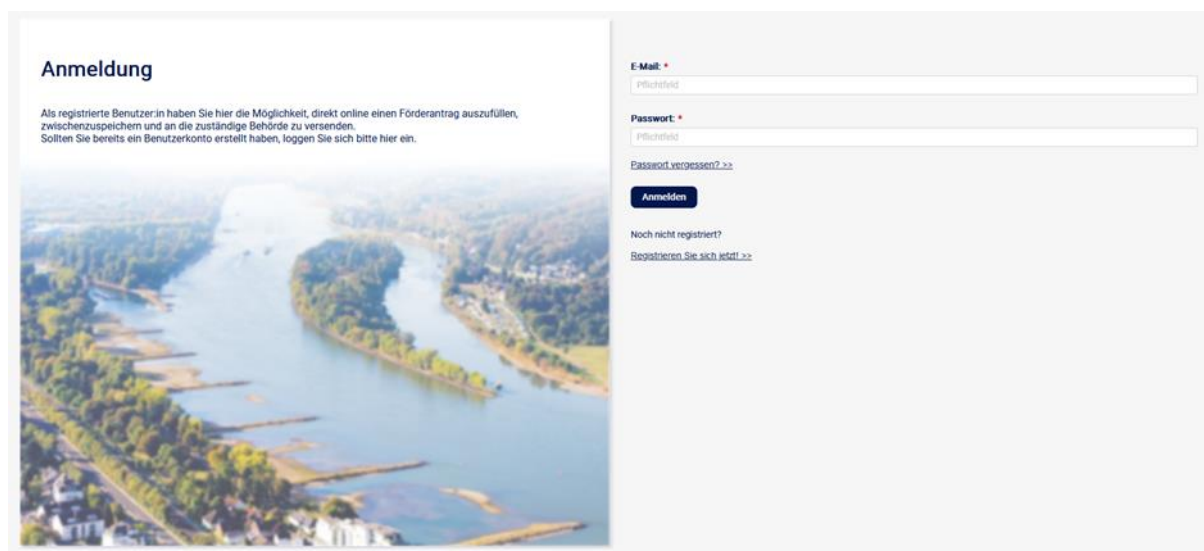 Anmeldung
Als registrierte Benutzer:in haben Sie hier die Möglichkeit, direkt online einen Förderantrag auszufüllen,
zwischenzuspeichern und an die zuständige Behörde zu versenden.
Sollten Sie bereits ein Benutzerkonto erstellt haben, loggen Sie sich bitte hier ein.
E-Mail: *
Pflichtfeld
Passwort: *
Pflichtfeld
Passwort vergessen? >>
Anmelden
Noch nicht registriert?
Registrieren Sie sich jetzt! >>